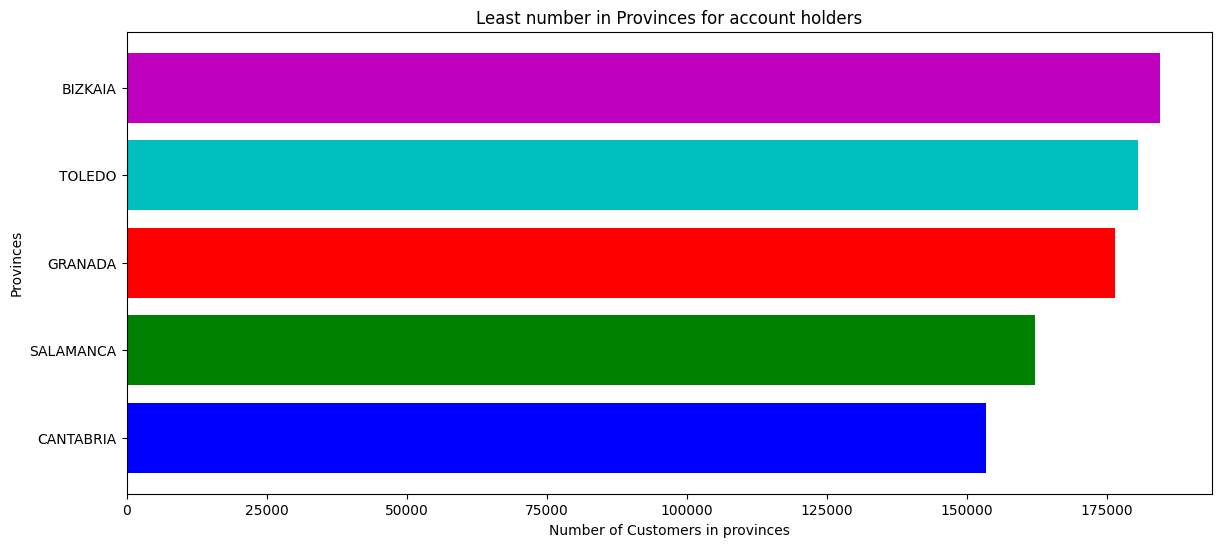 Least number in Provinces for account holders
BIZKAIA
TOLEDO
GRANADA
SALAMANCA
CANTABRIA
Provinces
0 25000 50000 75000 100000 125000 150000 175000
Number of Customers in provinces